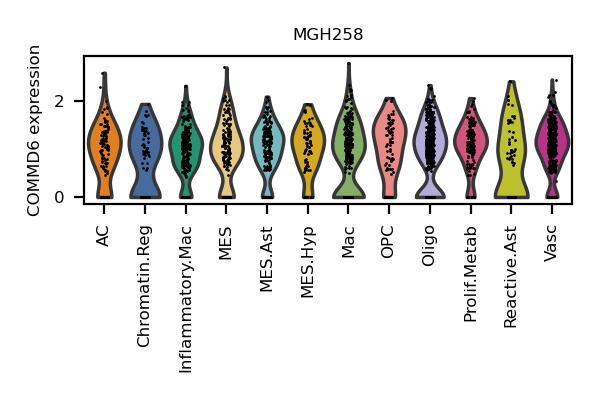 MGH258
COMMD6 expression
2
0
AC
Chromatin.Reg
Inflammatory.Mac
MES
MES.Ast
MES.Hyp
Mac
OPC
Oligo
Prolif.Metab
Reactive.Ast
Vasc